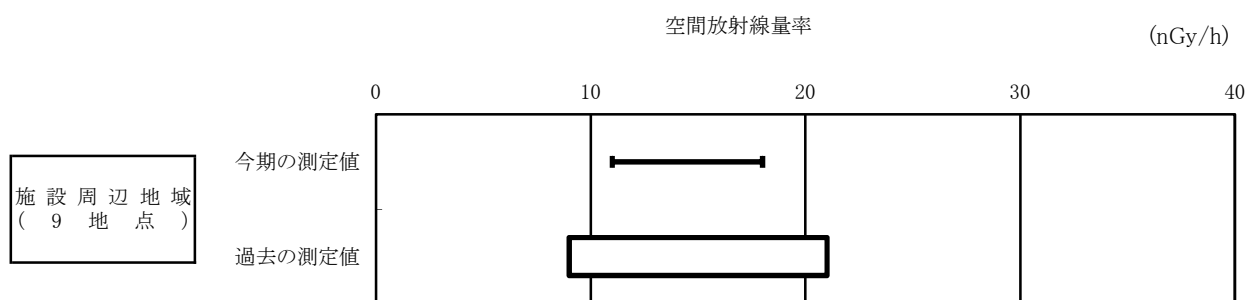 空間放射線量率
(nGy/h)
0 10 20 30 40
今期の測定値
施設周辺地域
(9地点)
過去の測定値